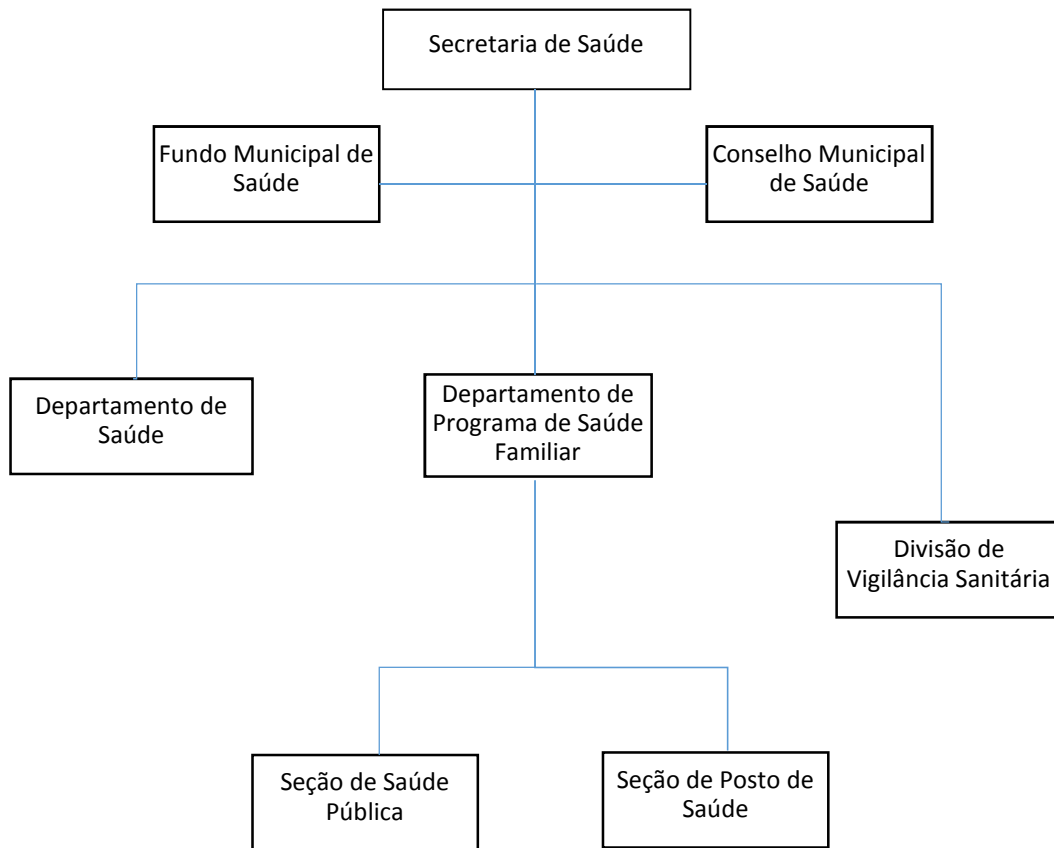 Secretaria de Saúde
Fundo Municipal de
Saúde
Conselho Municipal
de Saúde
Departamento de
Saúde
Departamento de
Programa de Saúde
Familiar
Divisão de
Vigilância Sanitária
Seção de Saúde
Pública
Seção de Posto de
Saúde